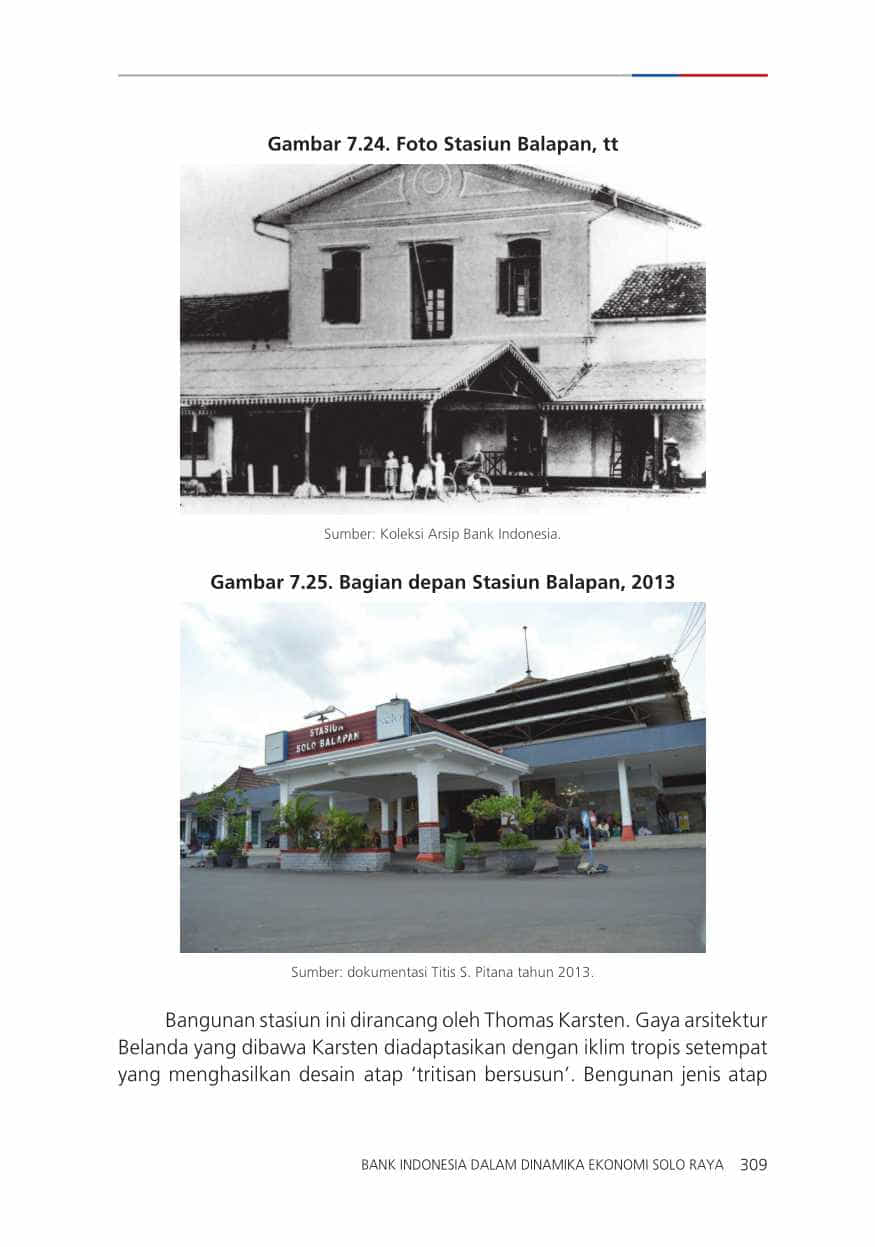 Gambar 7.24. Foto Stasiun Balapan, tt
Sumber: Koleksi Arsip Bank Indonesia.
Gambar 7.25. Bagian depan Stasiun Balapan, 2013
STASIUN
SOLO BALAPAN
Sumber: dokumentasi Titis S. Pitana tahun 2013.
Bangunan stasiun ini dirancang oleh Thomas Karsten. Gaya arsitektur
Belanda yang dibawa Karsten diadaptasikan dengan iklim tropis setempat
yang menghasilkan desain atap ‘tritisan bersusun’. Bengunan jenis atap
BANK INDONESIA DALAM DINAMIKA EKONOMI SOLO RAYA 309